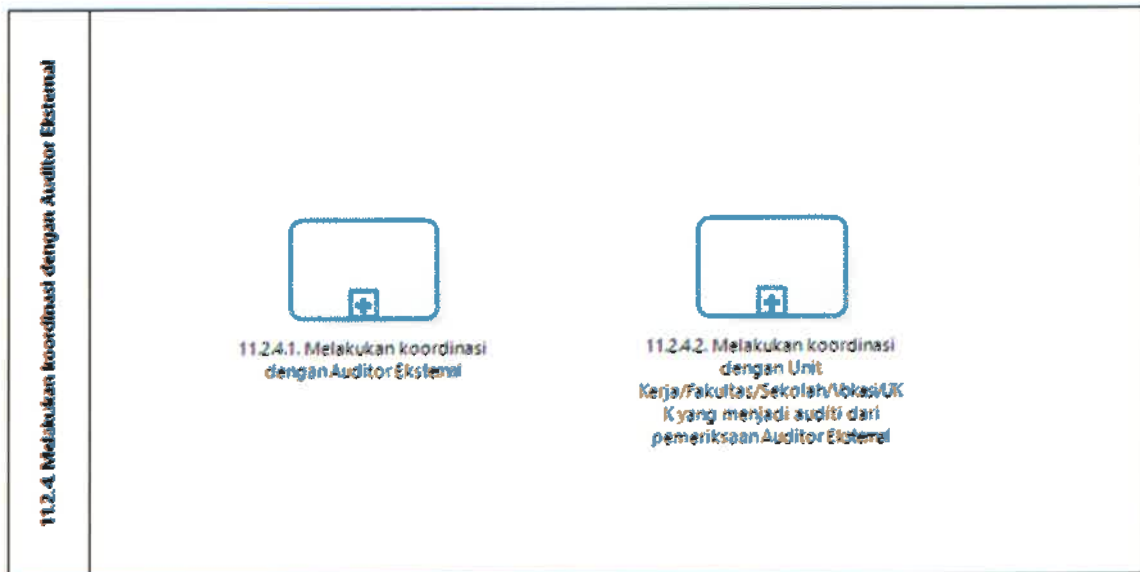 11.2.4. Melakukan koordinasi dengan Auditor Eksternal
11.2.4.1. Melakukan koordinasi
dengan Auditor Eksternal
11.2.4.2. Melakukan koordinasi
dengan Unit
Kerja/Fakultas/Sekolah/Vokasi/UK
K yang menjadi auditi dari
pemeriksaan Auditor Eksternal